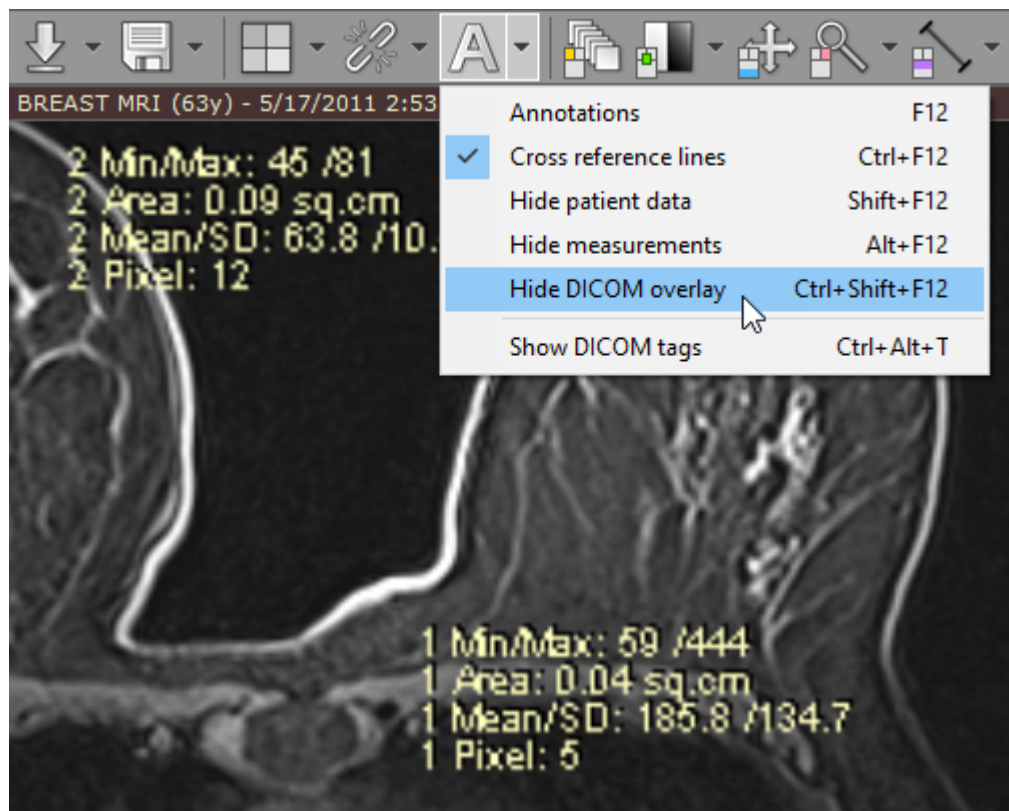 A
BREAST MRI (63y) - 5/17/2011 2:53
Annotations F12
Cross reference lines Ctrl+F12
Hide patient data Shift+F12
Hide measurements Alt+F12
Hide DICOM overlay Ctrl+Shift+F12
Show DICOM tags Ctrl+Alt+T
2 Min/Max: 45 /81
2 Area: 0.09 sq.cm
2 Mean/SD: 63.8 /10.
2 Pixel: 12
1 Min/Max: 59 /444
1 Area: 0.04 sq.cm
1 Mean/SD: 185.8 /134.7
1 Pixel: 5